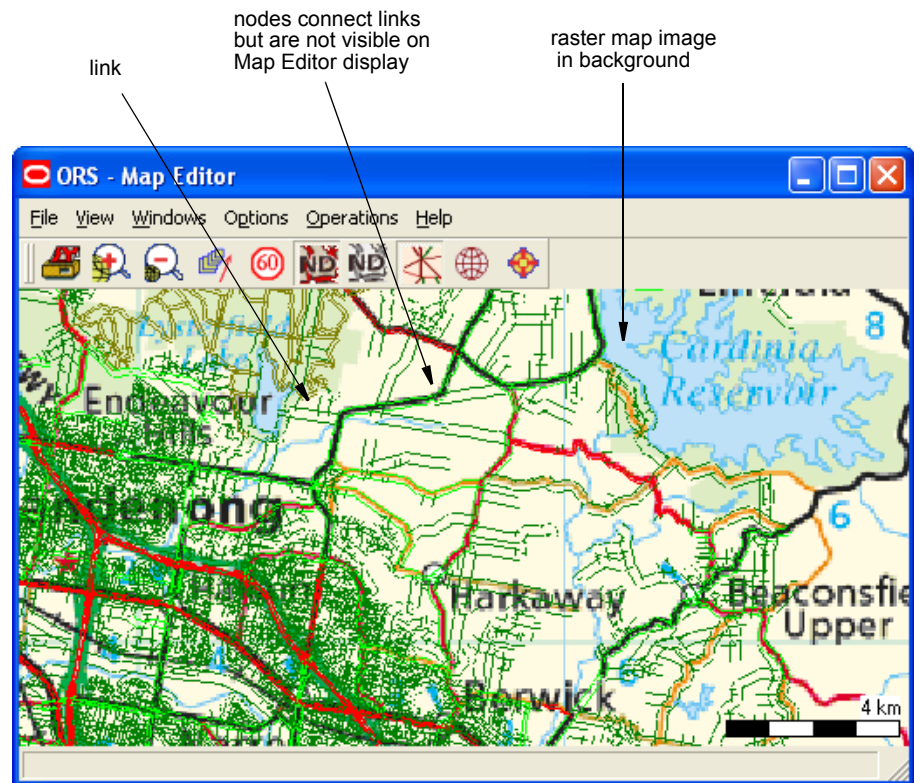 nodes connect links
but are not visible on
Map Editor display
raster map image
in background
link
ORS - Map Editor
File View Windows Options Operations Help
60 ND ND
8
Cardinia
Reservoir
Endeavour
Hills
Lake
6
Harkaway
Upper
Berwick
4 km